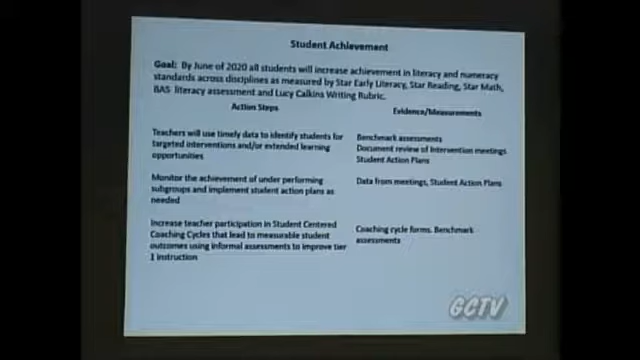 Student Achievement
Goal: By June of 2020 all students will increase achievement in literacy and numeracy
standards across disciplines as measured by Star Early Literacy, Star Reading, Star Math,
BAS literacy assessment and Lucy Calkins Writing Rubric.
Action Steps
Evidence/Measurements
Teachers will use timely data to identify students for
targeted interventions and/or extended learning
opportunities
Benchmark assessments
Document review of intervention meetings
Student Action Plans
Monitor the achievement of under performing
subgroups and implement student action plans as
needed
Data from meetings, Student Action Plans
Increase teacher participation in Student Centered
Coaching Cycles that lead to measurable student
outcomes using informal assessments to improve tier
1 instruction
Coaching cycle forms. Benchmark
assessments
GCTV